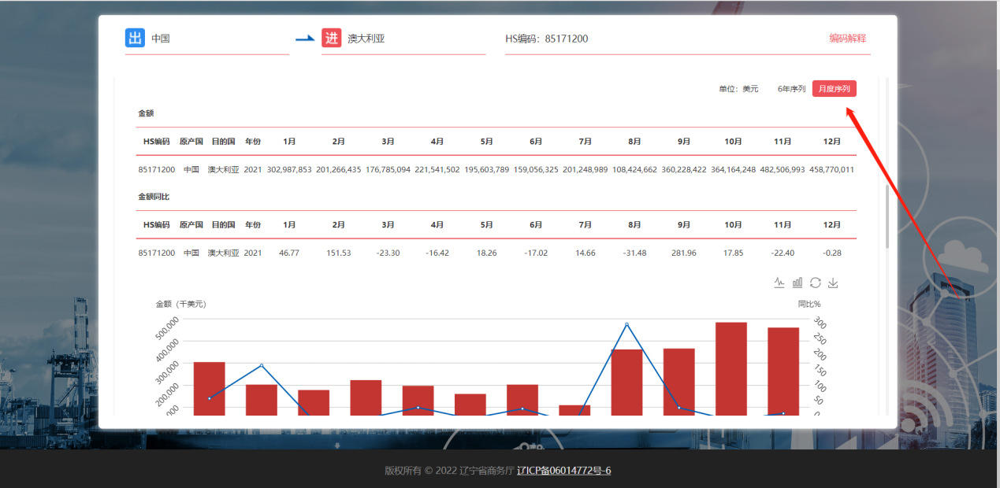 出 中国 进 澳大利亚 HS编码：85171200 编码解释
单位：美元 6年序列 月度序列
金额
HS编码 原产国 目的国 年份 1月 2月 3月 4月 5月 6月 7月 8月 9月 10月 11月 12月
85171200 中国 澳大利亚 2021 302,987,853 201,266,435 176,785,094 221,541,502 195,603,789 159,056,325 201,248,989 108,424,662 360,228,422 364,164,248 482,506,993 458,770,011
金额同比
HS编码 原产国 目的国 年份 1月 2月 3月 4月 5月 6月 7月 8月 9月 10月 11月 12月
85171200 中国 澳大利亚 2021 46.77 151.53 -23.30 -16.42 18.26 -17.02 14.66 -31.48 281.96 17.85 -22.40 -0.28
金额（千美元） 同比%
500,000 300
400,000 250
300,000 200
200,000 150
100
50
0
版权所有 © 2022 辽宁省商务厅 辽ICP备06014772号-6